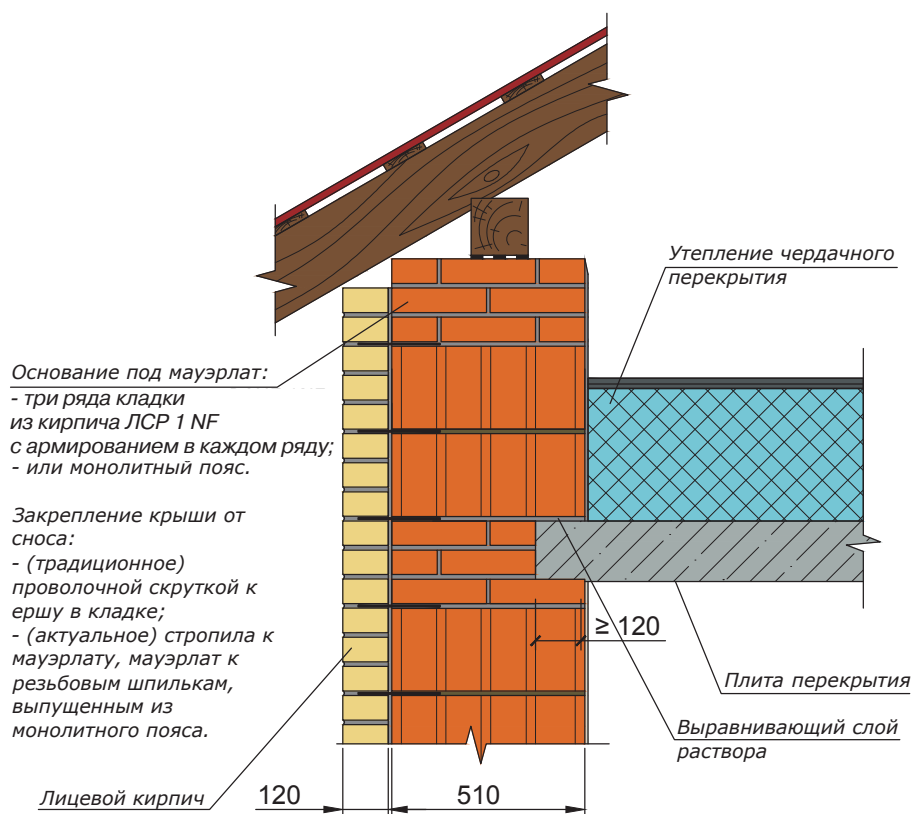 Утепление чердачного
перекрытия
Основание под мауэрлат:
- три ряда кладки
из кирпича ЛСР 1 NF
с армированием в каждом ряду;
- или монолитный пояс.
Закрепление крыши от
сноса:
- (традиционное)
проволочной скруткой к
ершу в кладке;
- (актуальное) стропила к
мауэрлату, мауэрлат к
резьбовым шпилькам,
выпущенным из
монолитного пояса.
≥ 120
Плита перекрытия
Выравнивающий слой
раствора
Лицевой кирпич
120
510